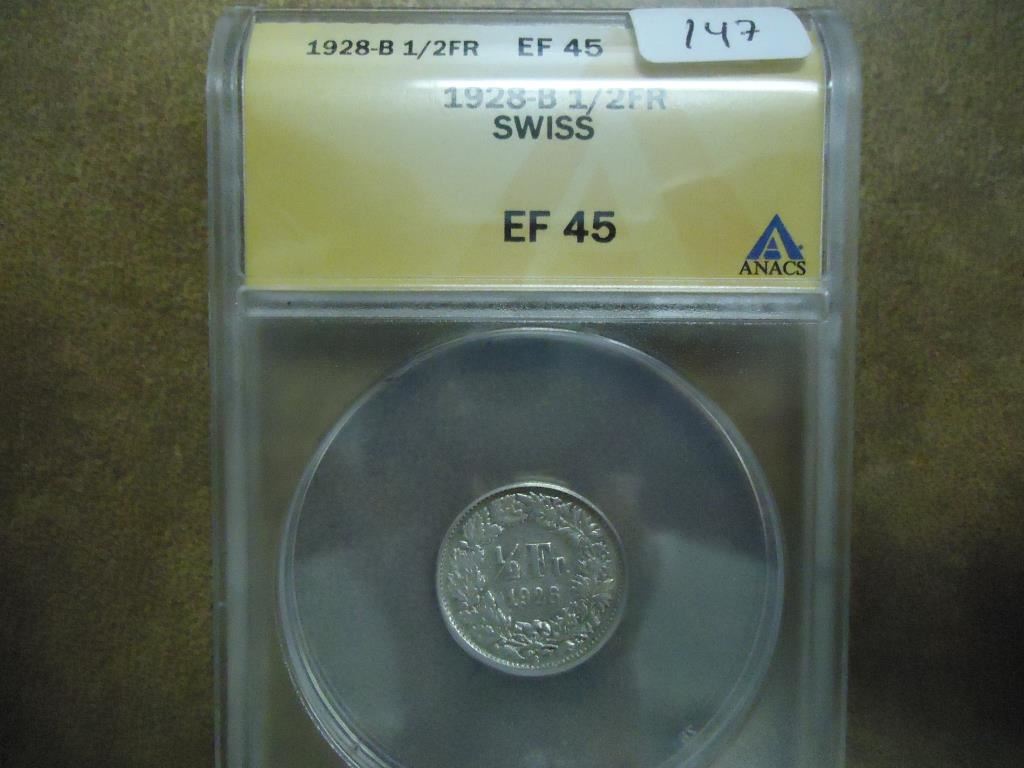 147
1928-B 1/2FR EF 45
1928-B 1/2FR
SWISS
EF 45
ANACS
½ Fr.
1928